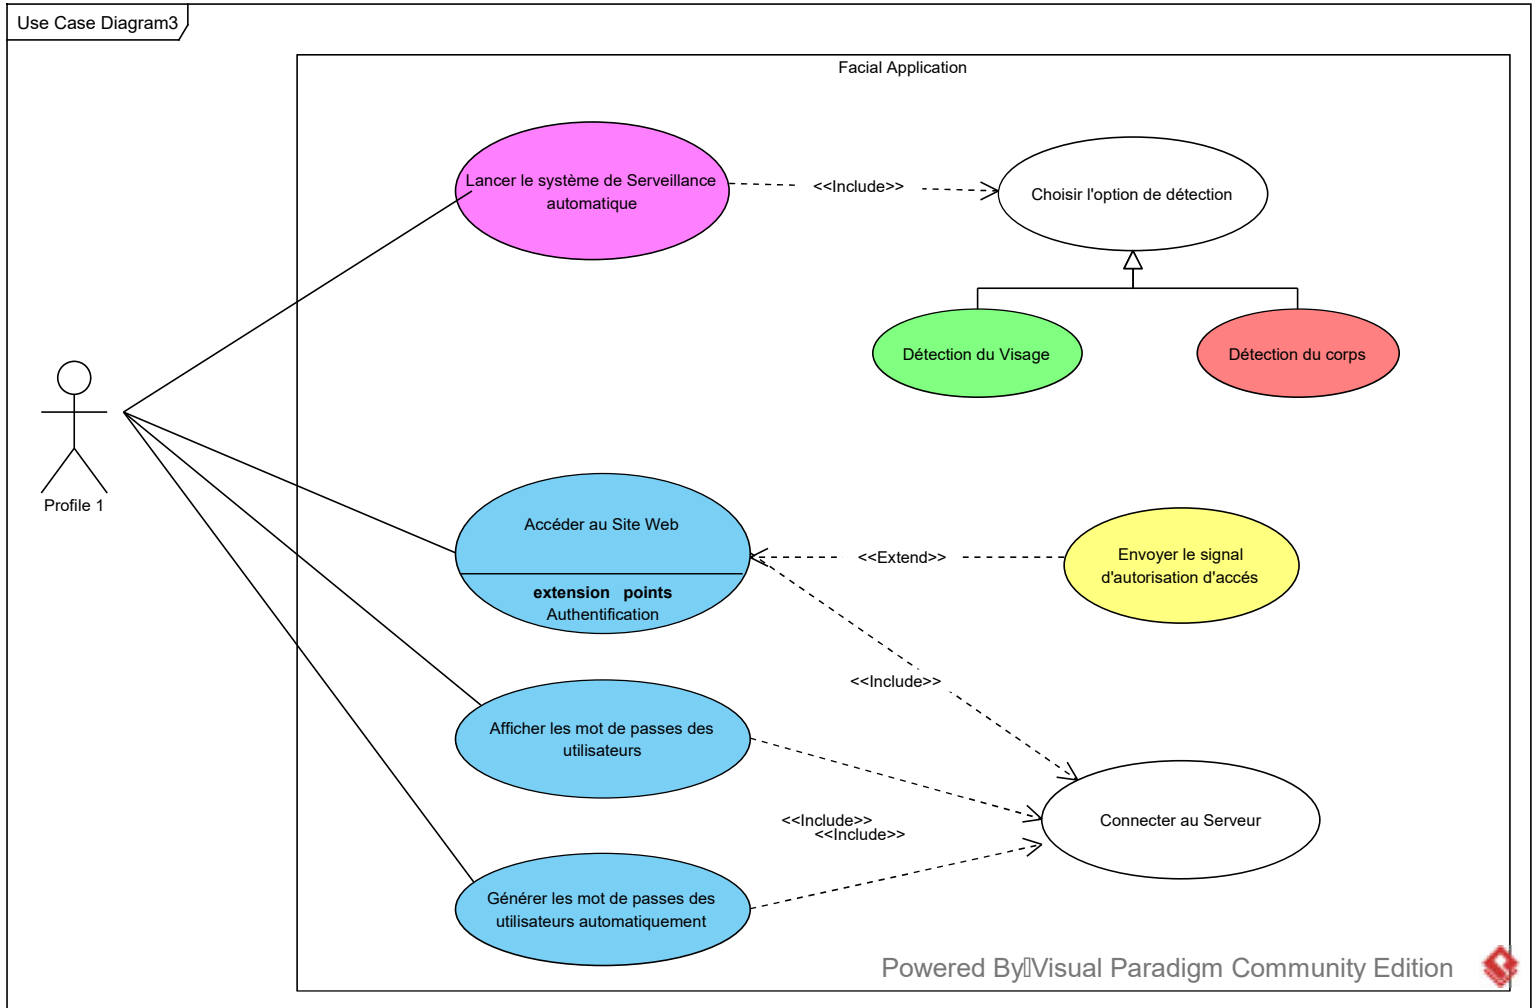 Use Case Diagram3
Facial Application
Lancer le système de Serveillance
automatique
<<Include>>
Choisir l'option de détection
Détection du Visage
Détection du corps
Profile 1
Accéder au Site Web
extension points
Authentification
<<Extend>>
Envoyer le signal
d'autorisation d'accés
<<Include>>
Afficher les mot de passes des
utilisateurs
<<Include>>
<<Include>>
Connecter au Serveur
Générer les mot de passes des
utilisateurs automatiquement
Powered By Visual Paradigm Community Edition